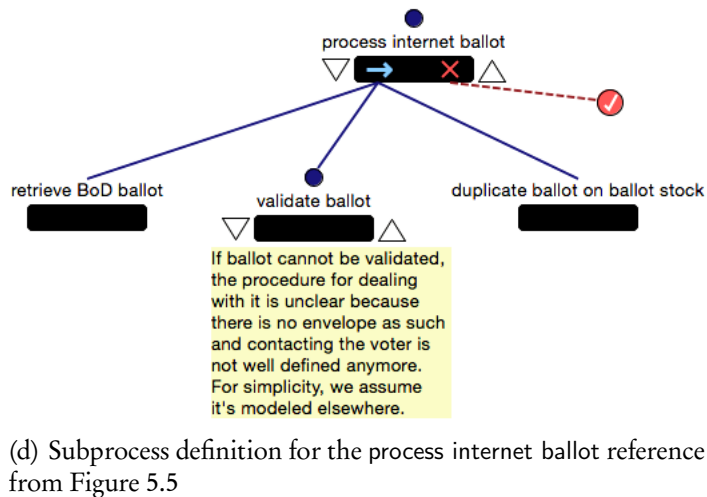 process internet ballot
retrieve BoD ballot
validate ballot
duplicate ballot on ballot stock
If ballot cannot be validated,
the procedure for dealing
with it is unclear because
there is no envelope as such
and contacting the voter is
not well defined anymore.
For simplicity, we assume
it's modeled elsewhere.
(d) Subprocess definition for the process internet ballot reference
from Figure 5.5